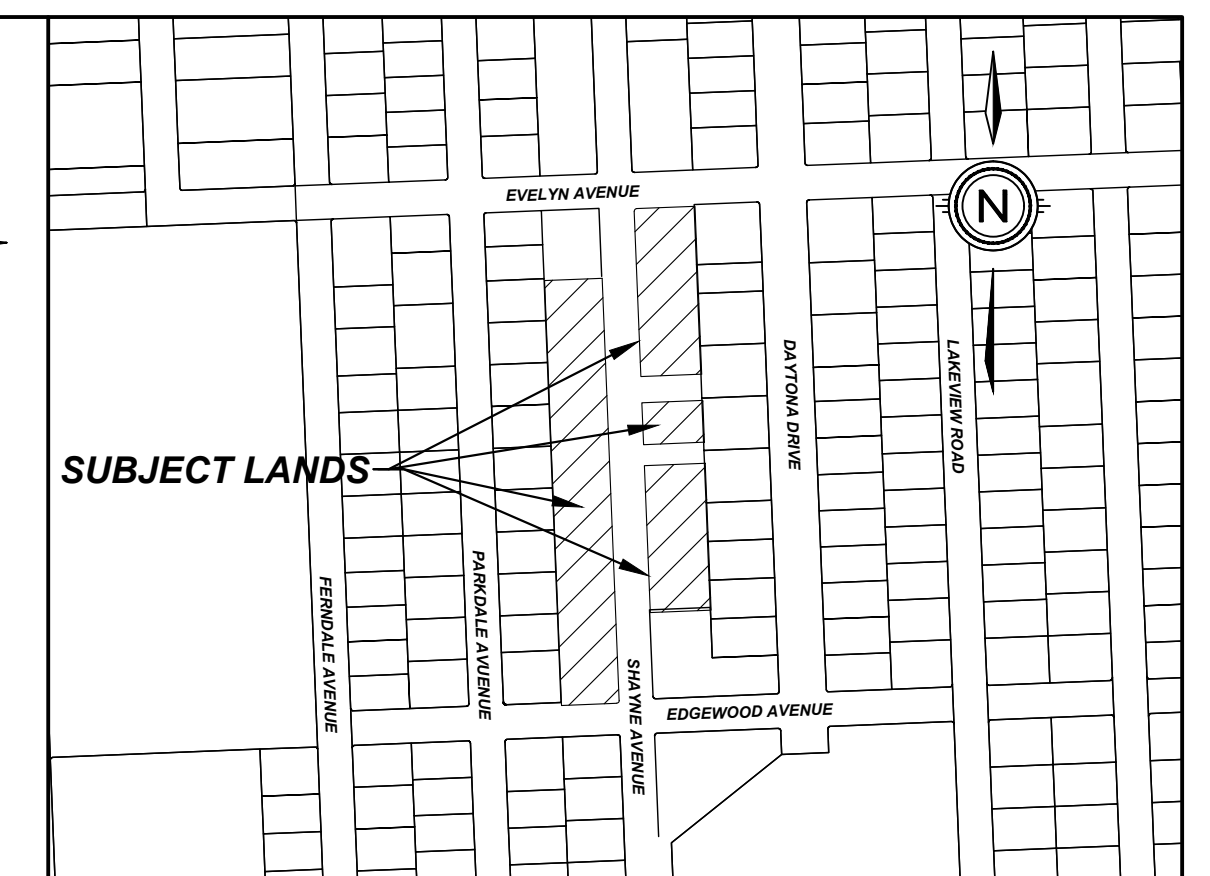 EVELYN AVENUE
N
DAYTONA DRIVE
LAKEVIEW ROAD
SUBJECT LANDS
FERNDALE AVENUE
PARKDALE AVUENUE
SHAYNE AVENUE
EDGEWOOD AVENUE